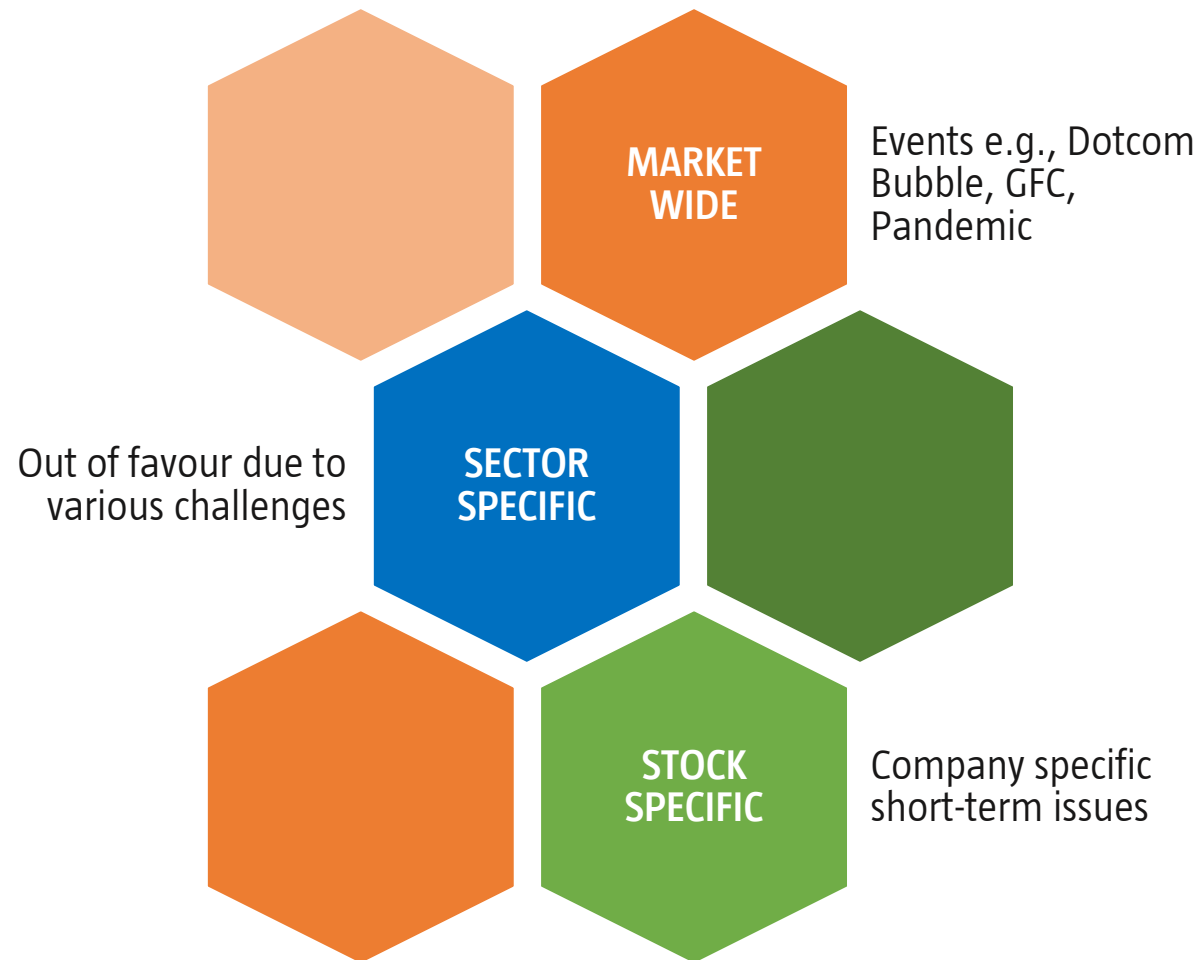 MARKET
WIDE
Events e.g., Dotcom
Bubble, GFC,
Pandemic
Out of favour due to
various challenges
SECTOR
SPECIFIC
STOCK
SPECIFIC
Company specific
short-term issues